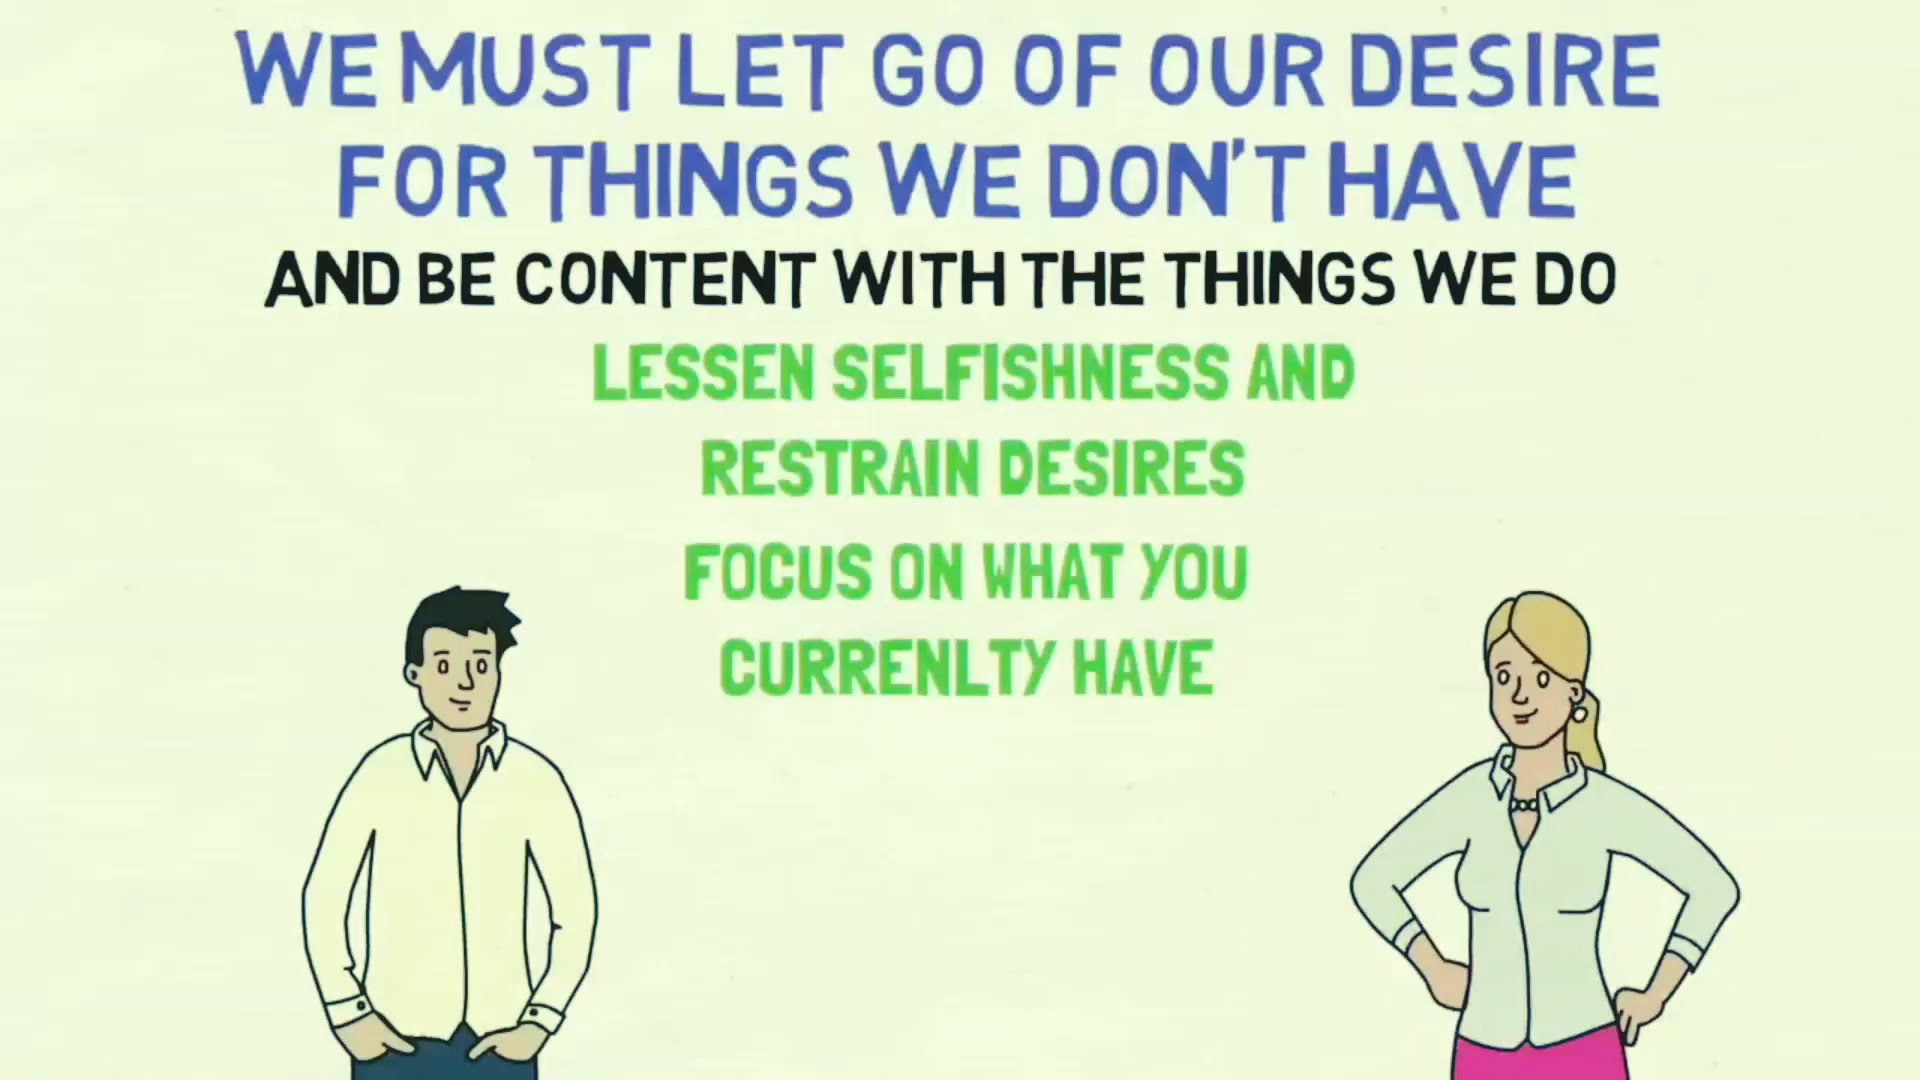 WE MUST LET GO OF OUR DESIRE
FOR THINGS WE DON'T HAVE
AND BE CONTENT WITH THE THINGS WE DO
LESSEN SELFISHNESS AND
RESTRAIN DESIRES
FOCUS ON WHAT YOU
CURRENLTY HAVE